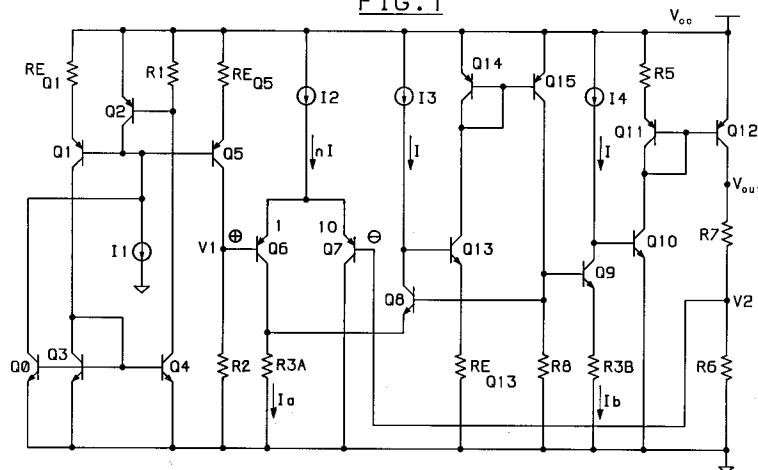 FIG.1
Vcc
RE Q1
R1
RE Q5
I2
I3
Q14
Q15
I4
R5
Q2
Q1
Q5
nI
I
I
Q11
Q12
Vout
I1
V1
⊕
1
10
⊖
Q6
Q7
Q13
Q9
Q10
R7
Q8
V2
Q0
Q3
Q4
R2
R3A
RE Q13
R8
R3B
R6
Ia
Ib